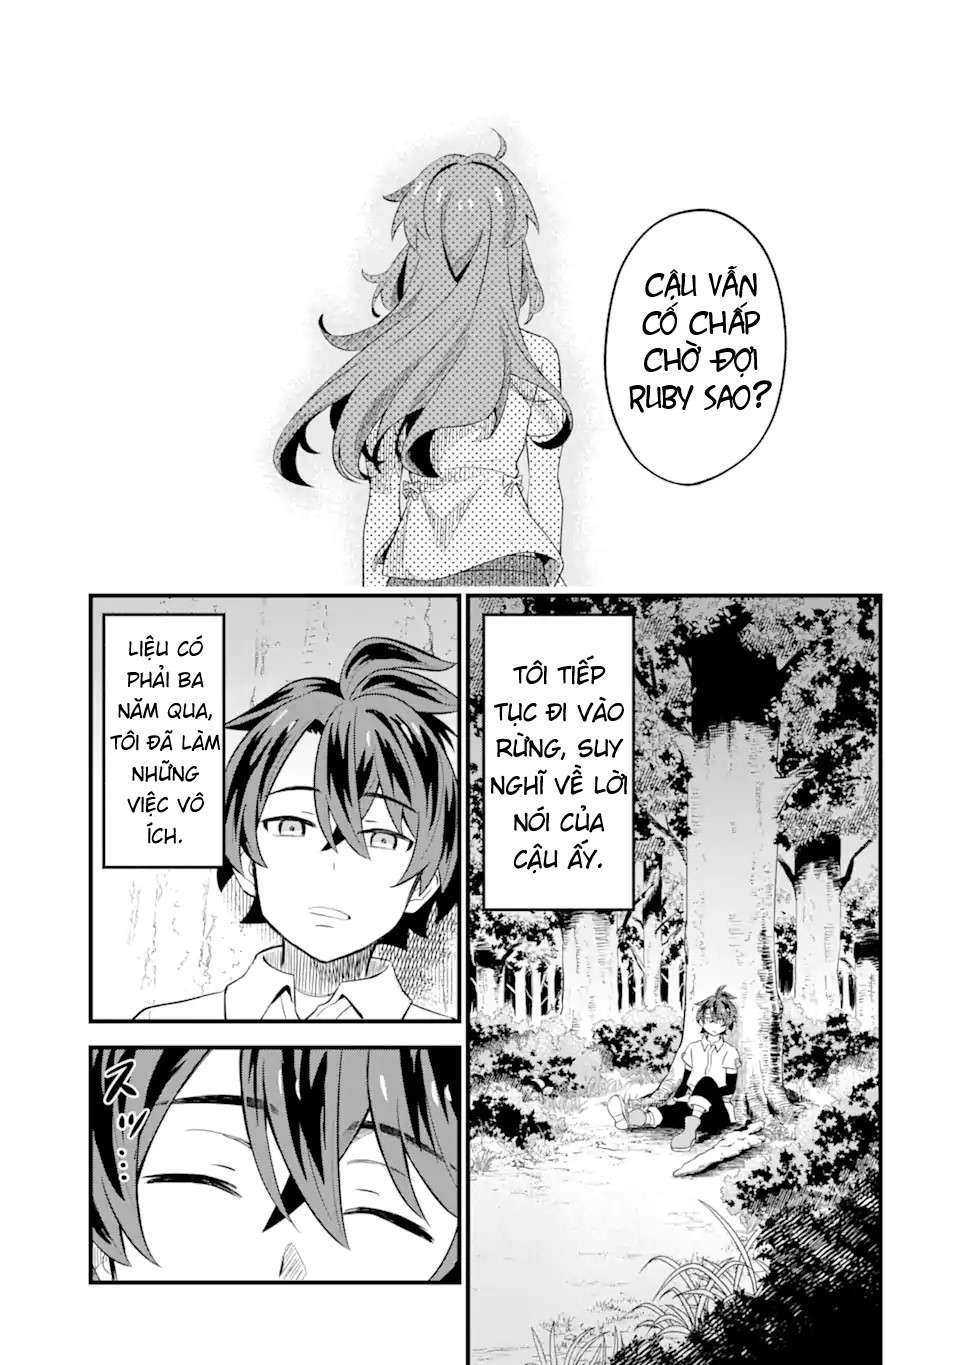 CẬU VẪN
CỐ CHẤP
CHỜ ĐỢI
RUBY SAO?
TÔI TIẾP
TỤC ĐI VÀO
RỪNG, SUY
NGHĨ VỀ LỜI
NÓI CỦA
CẬU ẤY.
LIỆU CÓ
PHẢI BA
NĂM QUA,
TÔI ĐÃ LÀM
NHỮNG
VIỆC VÔ
ÍCH.
スッ…